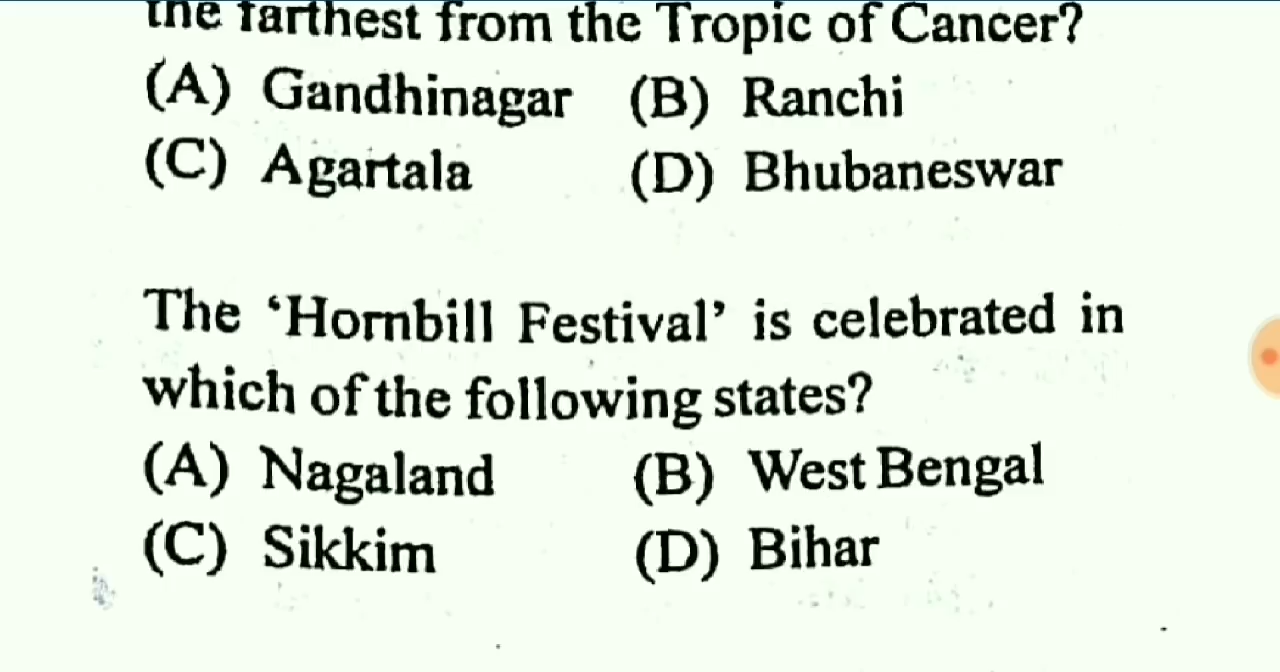 the farthest from the Tropic of Cancer?
(A) Gandhinagar (B) Ranchi
(C) Agartala (D) Bhubaneswar
The ‘Hornbill Festival’ is celebrated in
which of the following states?
(A) Nagaland (B) West Bengal
(C) Sikkim (D) Bihar